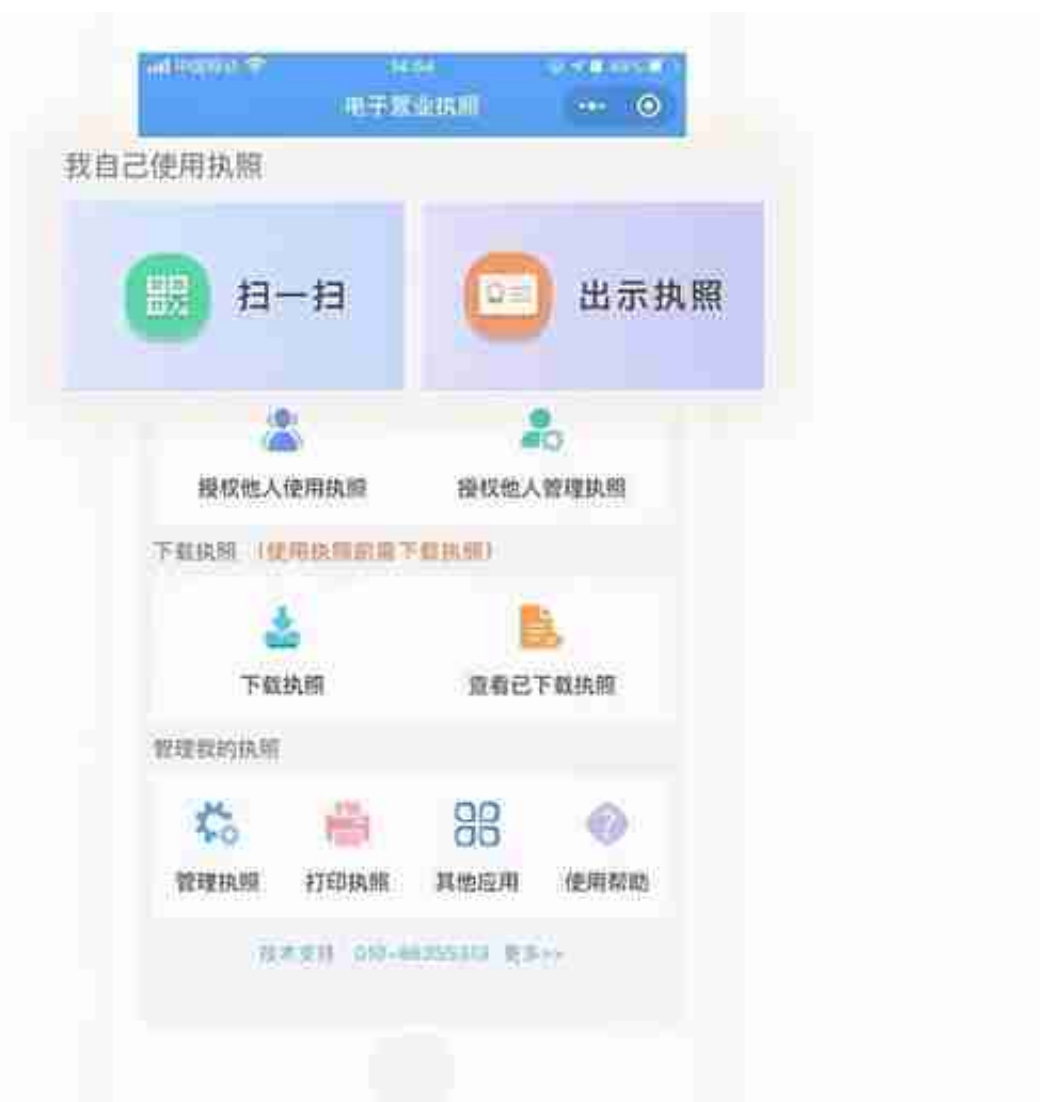 电子营业执照
我自己使用执照
扫一扫
出示执照
授权他人使用执照
授权他人管理执照
下载执照 (使用执照前需下载执照)
下载执照
查看已下载执照
管理我的执照
管理执照
打印执照
其他应用
使用帮助
技术支持 更多>>